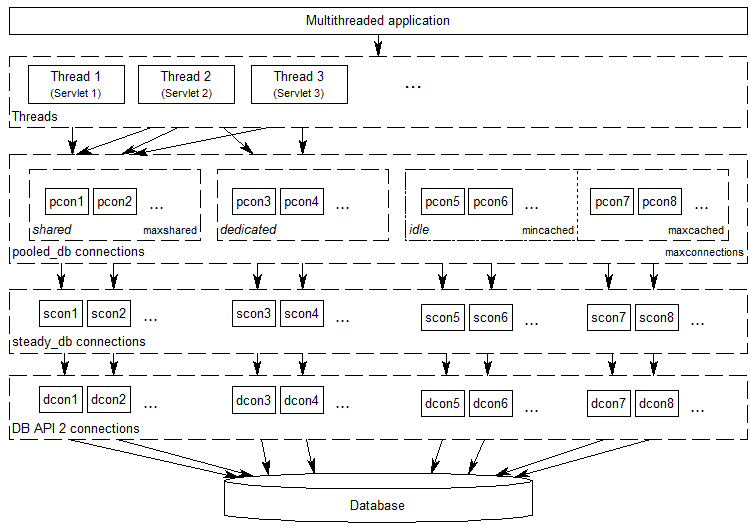 Multithreaded application
Thread 1 Thread 2 Thread 3 ...
(Servlet 1) (Servlet 2) (Servlet 3)
Threads
pcon1 pcon2 ... pcon3 pcon4 ... pcon5 pcon6 ... pcon7 pcon8 ...
shared maxshared dedicated idle mincached maxcached
pooled_db connections maxconnections
scon1 scon2 ... scon3 scon4 ... scon5 scon6 ... scon7 scon8 ...
steady_db connections
dcon1 dcon2 ... dcon3 dcon4 ... dcon5 dcon6 ... dcon7 dcon8 ...
DB API 2 connections
Database